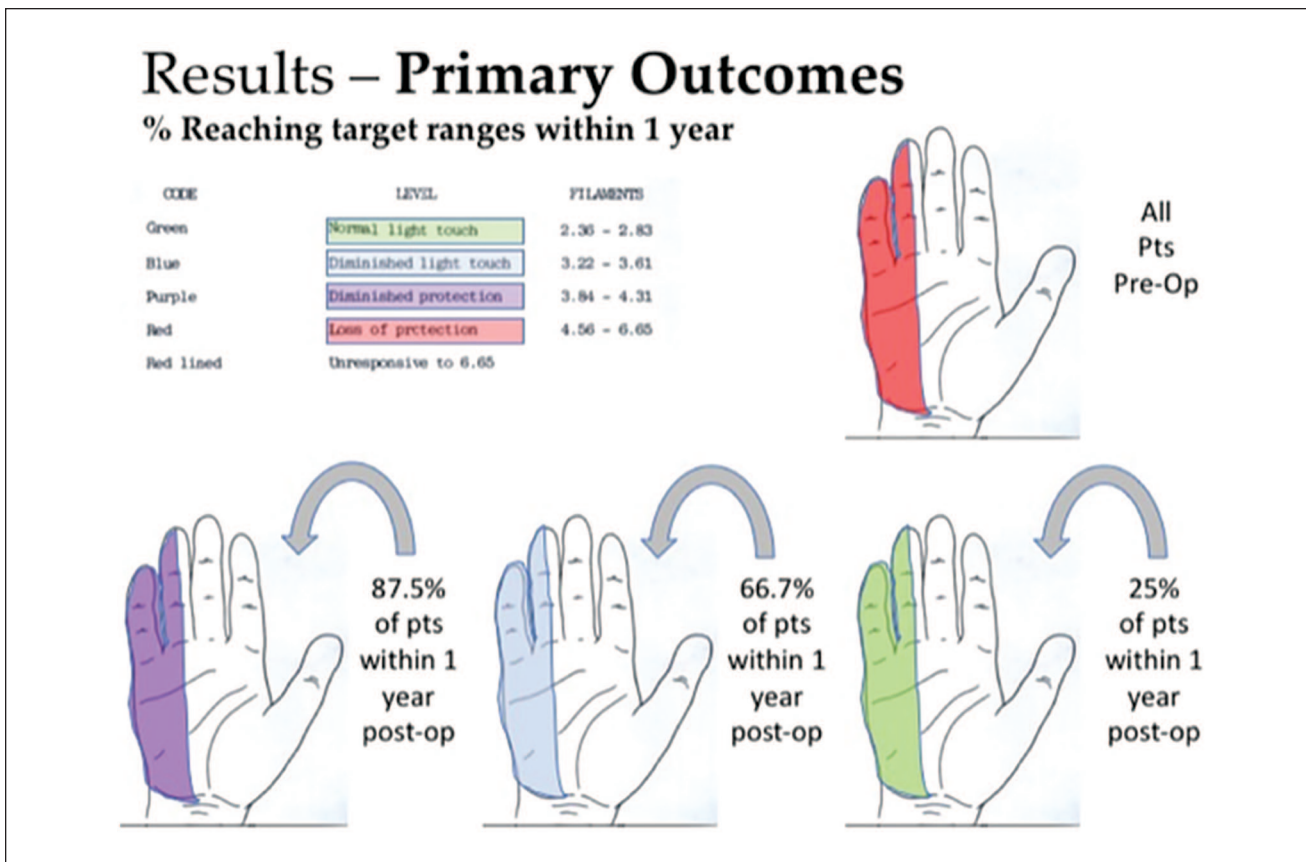 Results – Primary Outcomes
% Reaching target ranges within 1 year
CODE LEVEL FILAMENTS
Green Normal light touch 2.36 - 2.83
Blue Diminished light touch 3.22 - 3.61
Purple Diminished protection 3.84 - 4.31
Red Loss of prctection 4.56 - 6.65
Red lined Unresponsive to 6.65
All
Pts
Pre-Op
87.5%
of pts
within 1
year
post-op
66.7%
of pts
within 1
year
post-op
25%
of pts
within 1
year
post-op